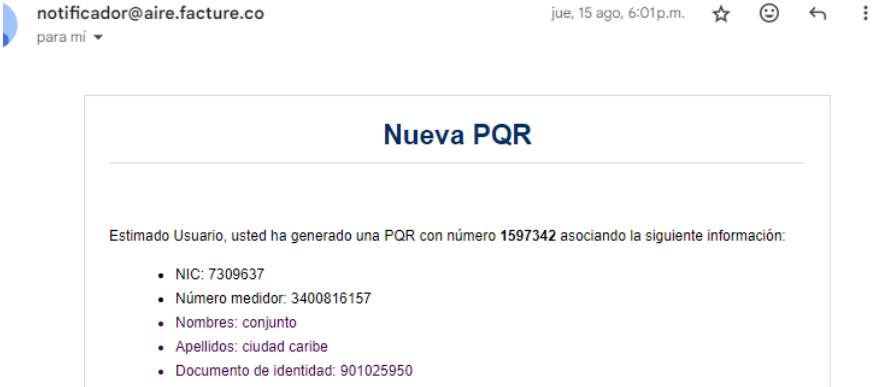 notificador@aire.facture.co jue, 15 ago, 6:01 p.m.
para mí
Nueva PQR
Estimado Usuario, usted ha generado una PQR con número 1597342 asociando la siguiente información:
• NIC: 7309637
• Número medidor: 3400816157
• Nombres: conjunto
• Apellidos: ciudad caribe
• Documento de identidad: 901025950